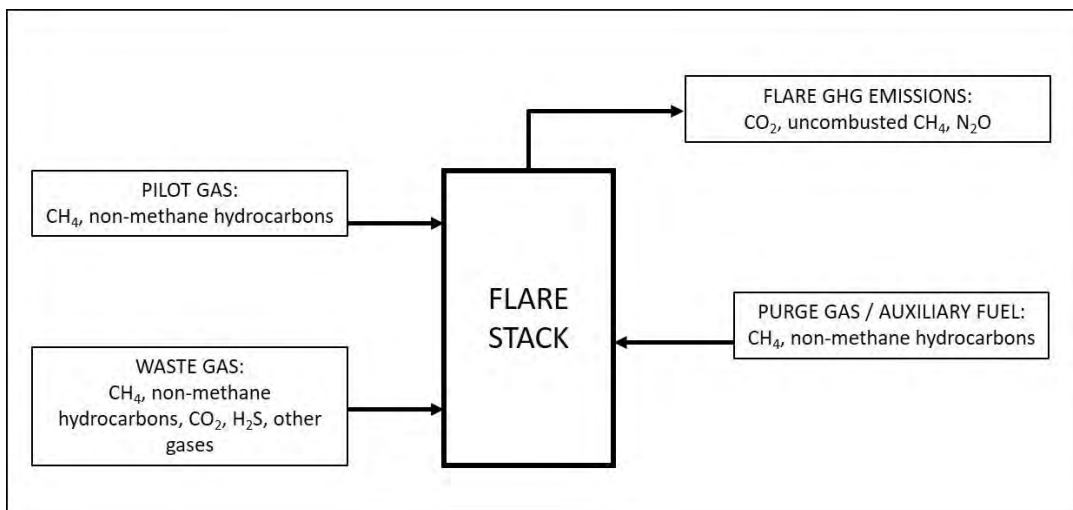 FLARE GHG EMISSIONS:
CO₂, uncombusted CH₄, N₂O
PILOT GAS:
CH₄, non-methane hydrocarbons
FLARE
STACK
PURGE GAS / AUXILIARY FUEL:
CH₄, non-methane hydrocarbons
WASTE GAS:
CH₄, non-methane
hydrocarbons, CO₂, H₂S, other
gases